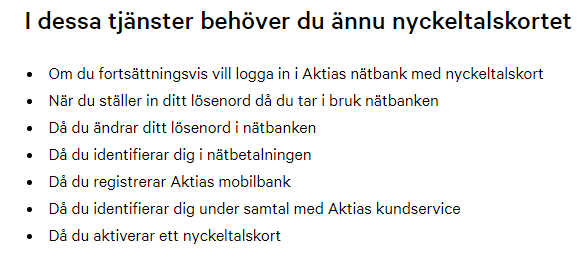 I dessa tjänster behöver du ännu nyckeltalskortet
• Om du fortsättningsvis vill logga in i Aktias nätbank med nyckeltalskort
• När du ställer in ditt lösenord då du tar i bruk nätbanken
• Då du ändrar ditt lösenord i nätbanken
• Då du identifierar dig i nätbetalningen
• Då du registrerar Aktias mobilbank
• Då du identifierar dig under samtal med Aktias kundservice
• Då du aktiverar ett nyckeltalskort